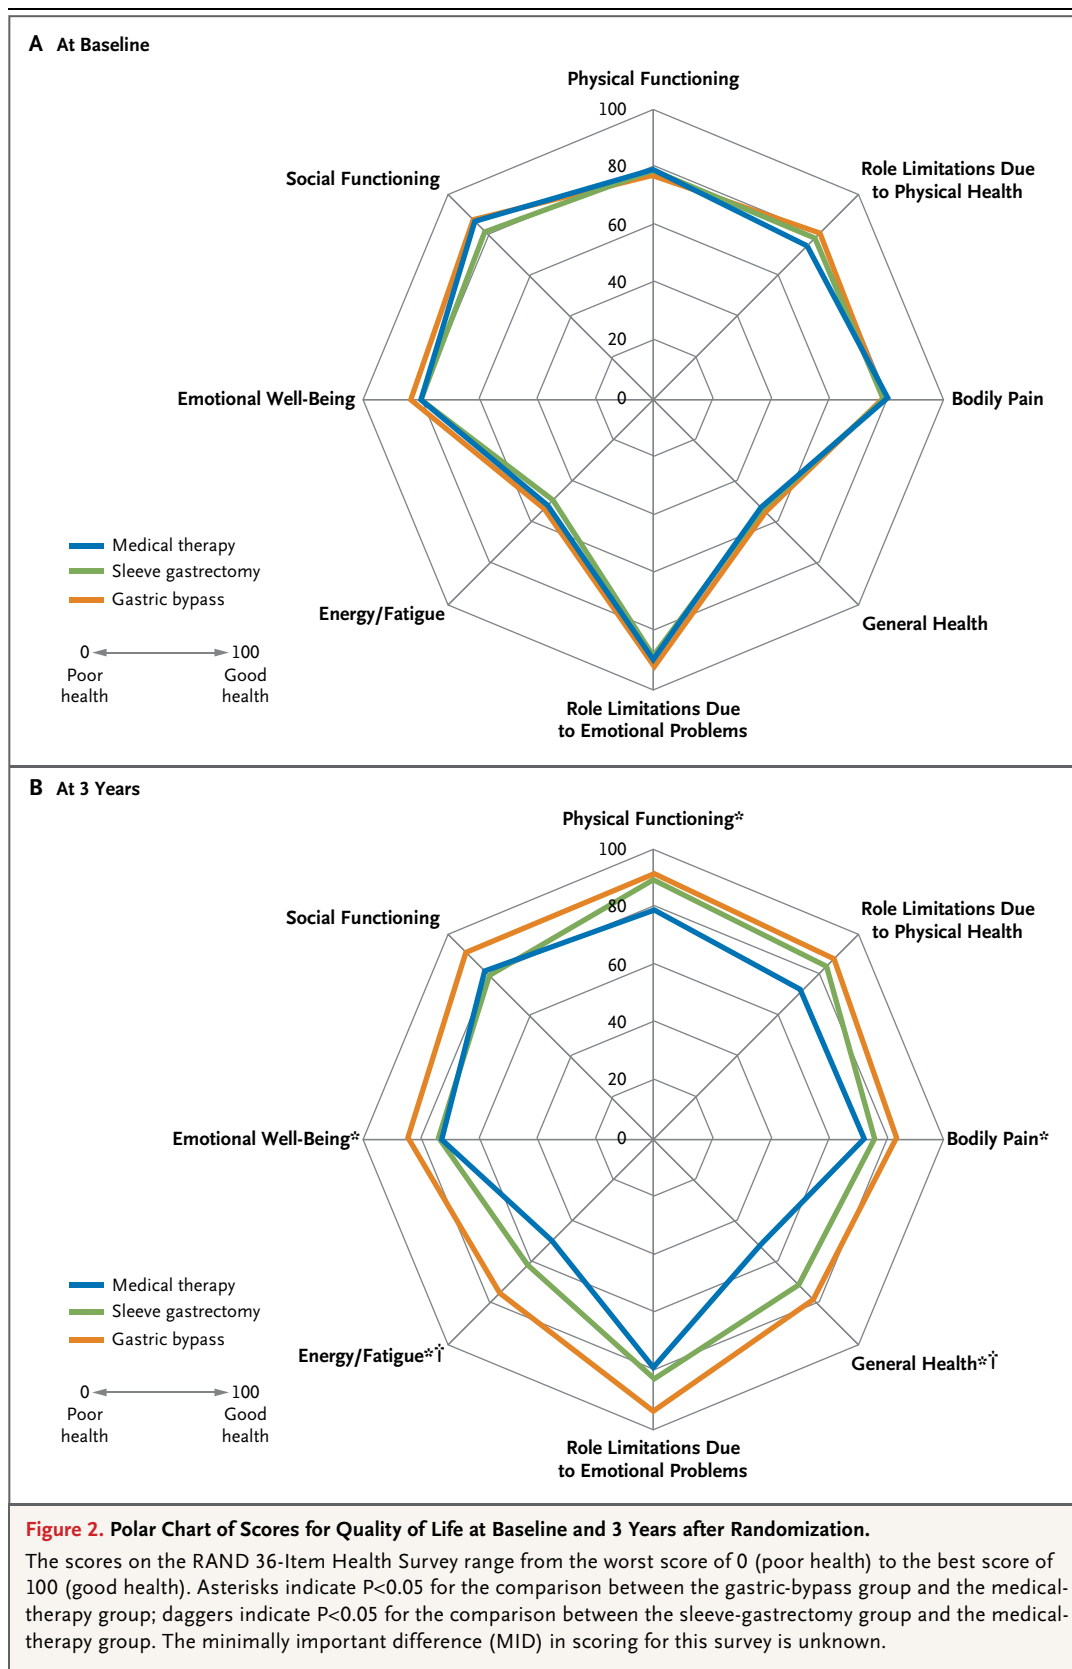 A At Baseline
Physical Functioning
100
80
60
40
20
0
Social Functioning
Role Limitations Due
to Physical Health
Emotional Well-Being
Bodily Pain
Medical therapy
Sleeve gastrectomy
Gastric bypass
Energy/Fatigue
General Health
0 100
Poor health
Good health
Role Limitations Due
to Emotional Problems
B At 3 Years
Physical Functioning*
100
80
60
40
20
0
Social Functioning
Role Limitations Due
to Physical Health
Emotional Well-Being*
Bodily Pain*
Medical therapy
Sleeve gastrectomy
Gastric bypass
Energy/Fatigue*†
General Health*†
0 100
Poor health
Good health
Role Limitations Due
to Emotional Problems
Figure 2. Polar Chart of Scores for Quality of Life at Baseline and 3 Years after Randomization.
The scores on the RAND 36-Item Health Survey range from the worst score of 0 (poor health) to the best score of
100 (good health). Asterisks indicate P<0.05 for the comparison between the gastric-bypass group and the medical-
therapy group; daggers indicate P<0.05 for the comparison between the sleeve-gastrectomy group and the medical-
therapy group. The minimally important difference (MID) in scoring for this survey is unknown.